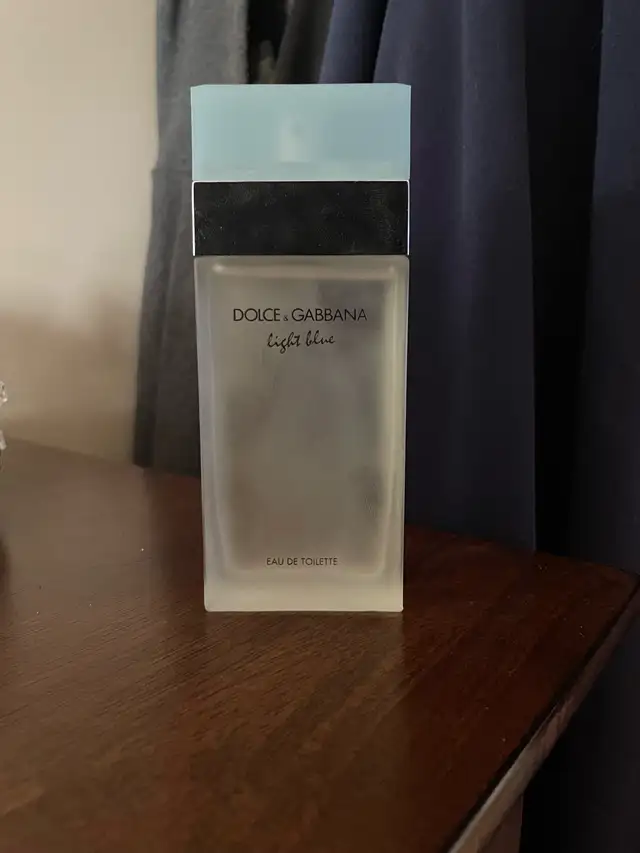 DOLCE & GABBANA
light blue
EAU DE TOILETTE